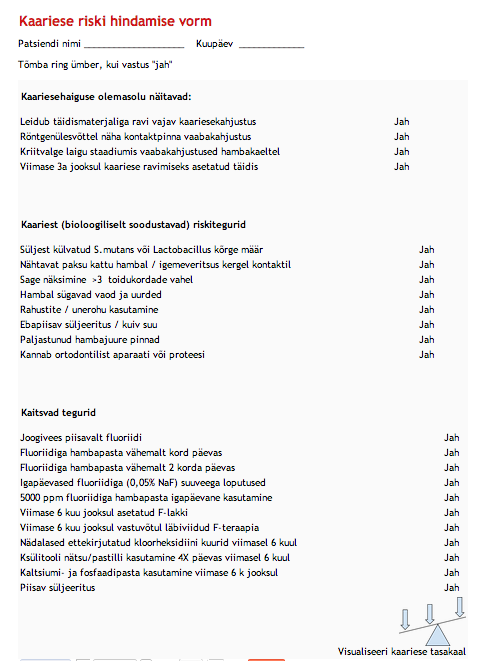 Kaariese riski hindamise vorm
Patsiendi nimi ____________________ Kuupäev _____________
Tõmba ring ümber, kui vastus "jah"
Kaariesehaiguse olemasolu näitavad:
Leidub täidismaterjaliga ravi vajav kaariesekahjustus Jah
Röntgenülesvõttel näha kontaktpinna vaabakahjustus Jah
Kriitvalge laigu staadiumis vaabakahjustused hambakaeltel Jah
Viimase 3a jooksul kaariese ravimiseks asetatud täidis Jah
Kaariest (bioloogiliselt soodustavad) riskitegurid
Süljest külvatud S.mutans või Lactobacillus kõrge määr Jah
Nähtavat paksu kattu hambal / igemeveritsus kergel kontaktil Jah
Sage näksimine >3 toidukordade vahel Jah
Hambal sügavad vaod ja uurded Jah
Rahustite / unerohu kasutamine Jah
Ebapiisav süljeeritus / kuiv suu Jah
Paljastunud hambajuure pinnad Jah
Kannab ortodontilist aparaati või proteesi Jah
Kaitsvad tegurid
Joogivees piisavalt fluoriidi Jah
Fluoriidiga hambapasta vähemalt kord päevas Jah
Fluoriidiga hambapasta vähemalt 2 korda päevas Jah
Igapäevased fluoriidiga (0,05% NaF) suuveega loputused Jah
5000 ppm fluoriidiga hambapasta igapäevane kasutamine Jah
Viimase 6 kuu jooksul asetatud F-lakki Jah
Viimase 6 kuu jooksul vastuvõtul läbiviidud F-teraapia Jah
Nädalased ettekirjutatud kloorheksidiini kuurid viimasel 6 kuul Jah
Ksülitooli nätsu/pastilli kasutamine 4X päevas viimasel 6 kuul Jah
Kaltsiumi- ja fosfaadipasta kasutamine viimase 6 k jooksul Jah
Piisav süljeeritus Jah
Visualiseeri kaariese tasakaal